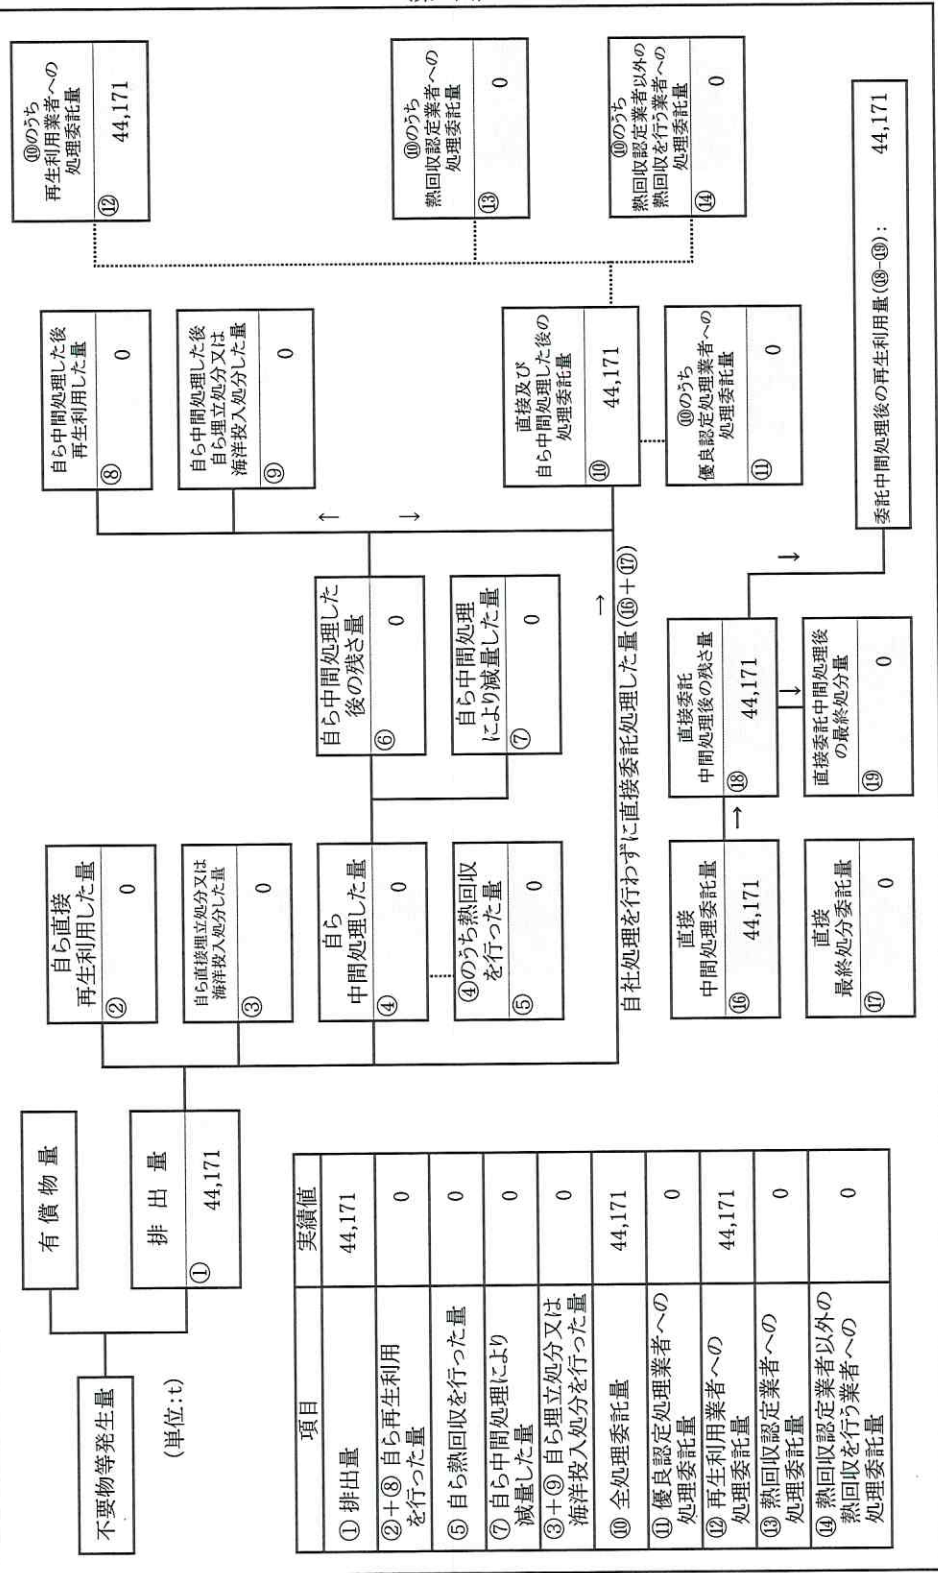 不要物等発生量
(単位:t)
有償物量
排出量
① 44,171
自ら直接
再生利用した量
② 0
自ら直接埋立処分又は
海洋投入処分した量
③ 0
自ら
中間処理した量
④ 0
④のうち熱回収
を行った量
⑤ 0
自ら中間処理した
後の残さ量
⑥ 0
自ら中間処理
により減量した量
⑦ 0
自ら中間処理した後
再生利用した量
⑧ 0
自ら中間処理した後
自ら埋立処分又は
海洋投入処分した量
⑨ 0
↑
↓
→
自社処理を行わずに直接委託処理した量(⑯+⑰)
直接及び
自ら中間処理した後の
処理委託量
⑩ 44,171
⑩のうち
優良認定処理業者への
処理委託量
⑪ 0
⑩のうち
再生利用業者への
処理委託量
⑫ 44,171
⑩のうち
熱回収認定業者への
処理委託量
⑬ 0
⑩のうち
熱回収認定業者以外の
熱回収を行う業者への
処理委託量
⑭ 0
直接
中間処理委託量
⑯ 44,171
→
直接
最終処分委託量
⑰ 0
直接委託
中間処理後の残さ量
⑱ 44,171
↓
直接委託中間処理後
の最終処分量
⑲ 0
↓
委託中間処理後の再生利用量(⑱-⑲): 44,171
項目 実績値
① 排出量 44,171
②+⑧ 自ら再生利用
を行った量 0
⑤ 自ら熱回収を行った量 0
⑦ 自ら中間処理により
減量した量 0
③+⑨ 自ら埋立処分又は
海洋投入処分を行った量 0
⑩ 全処理委託量 44,171
⑪ 優良認定処理業者への
処理委託量 0
⑫ 再生利用業者への
処理委託量 44,171
⑬ 熱回収認定業者への
処理委託量 0
⑭ 熱回収認定業者以外の
熱回収を行う業者への
処理委託量 0